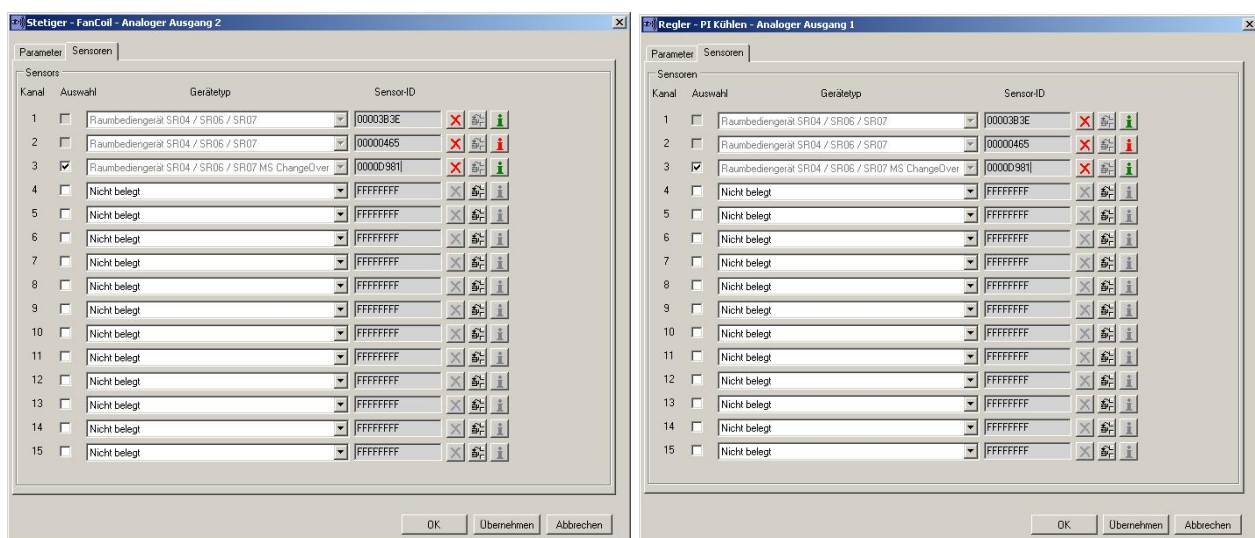 Stetiger - FanCoil - Analoger Ausgang 2
Parameter Sensoren
Sensors
Kanal Auswahl Gerätetyp Sensor-ID
1 Raumbediengerät SR04 / SR06 / SR07 00003B3E
2 Raumbediengerät SR04 / SR06 / SR07 00000465
3 Raumbediengerät SR04 / SR06 / SR07 MS ChangeOver 0000D981
4 Nicht belegt FFFFFFFF
5 Nicht belegt FFFFFFFF
6 Nicht belegt FFFFFFFF
7 Nicht belegt FFFFFFFF
8 Nicht belegt FFFFFFFF
9 Nicht belegt FFFFFFFF
10 Nicht belegt FFFFFFFF
11 Nicht belegt FFFFFFFF
12 Nicht belegt FFFFFFFF
13 Nicht belegt FFFFFFFF
14 Nicht belegt FFFFFFFF
15 Nicht belegt FFFFFFFF
OK Übernehmen Abbrechen
Regler - PI Kühlen - Analoger Ausgang 1
Parameter Sensoren
Sensoren
Kanal Auswahl Gerätetyp Sensor-ID
1 Raumbediengerät SR04 / SR06 / SR07 00003B3E
2 Raumbediengerät SR04 / SR06 / SR07 00000465
3 Raumbediengerät SR04 / SR06 / SR07 MS ChangeOver 0000D981
4 Nicht belegt FFFFFFFF
5 Nicht belegt FFFFFFFF
6 Nicht belegt FFFFFFFF
7 Nicht belegt FFFFFFFF
8 Nicht belegt FFFFFFFF
9 Nicht belegt FFFFFFFF
10 Nicht belegt FFFFFFFF
11 Nicht belegt FFFFFFFF
12 Nicht belegt FFFFFFFF
13 Nicht belegt FFFFFFFF
14 Nicht belegt FFFFFFFF
15 Nicht belegt FFFFFFFF
OK Übernehmen Abbrechen